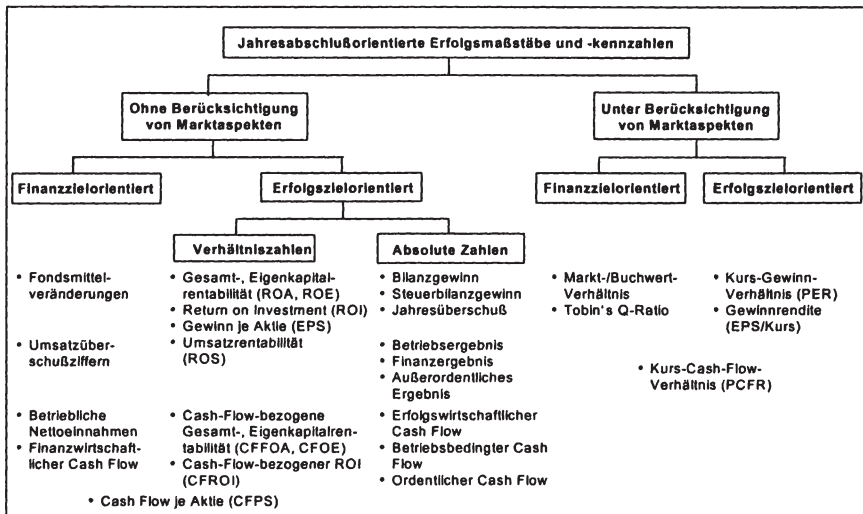 Jahresabschlußorientierte Erfolgsmaßstäbe und -kennzahlen
Ohne Berücksichtigung
von Marktaspekten
Unter Berücksichtigung
von Marktaspekten
Finanzzielorientiert
Erfolgszielorientiert
Finanzzielorientiert
Erfolgszielorientiert
Verhältniszahlen
Absolute Zahlen
• Fondsmittel-
veränderungen
• Umsatzüber-
schußziffern
• Betriebliche
Nettoeinnahmen
• Finanzwirtschaft-
licher Cash Flow
• Gesamt-, Eigenkapital-
rentabilität (ROA, ROE)
• Return on Investment (ROI)
• Gewinn je Aktie (EPS)
• Umsatzrentabilität
(ROS)
• Cash-Flow-bezogene
Gesamt-, Eigenkapitalren-
tabilität (CFFOA, CFOE)
• Cash-Flow-bezogener ROI
(CFROI)
• Cash Flow je Aktie (CFPS)
• Bilanzgewinn
• Steuerbilanzgewinn
• Jahresüberschuß
• Betriebsergebnis
• Finanzergebnis
• Außerordentliches
Ergebnis
• Erfolgswirtschaftlicher
Cash Flow
• Betriebsbedingter Cash
Flow
• Ordentlicher Cash Flow
• Markt-/Buchwert-
Verhältnis
• Tobin's Q-Ratio
• Kurs-Gewinn-
Verhältnis (PER)
• Gewinnrendite
(EPS/Kurs)
• Kurs-Cash-Flow-
Verhältnis (PCFR)